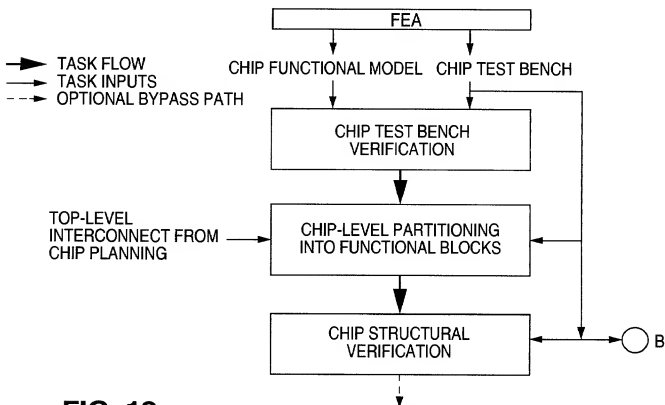 FEA
TASK FLOW
TASK INPUTS
OPTIONAL BYPASS PATH
CHIP FUNCTIONAL MODEL
CHIP TEST BENCH
CHIP TEST BENCH
VERIFICATION
TOP-LEVEL
INTERCONNECT FROM
CHIP PLANNING
CHIP-LEVEL PARTITIONING
INTO FUNCTIONAL BLOCKS
CHIP STRUCTURAL
VERIFICATION
B